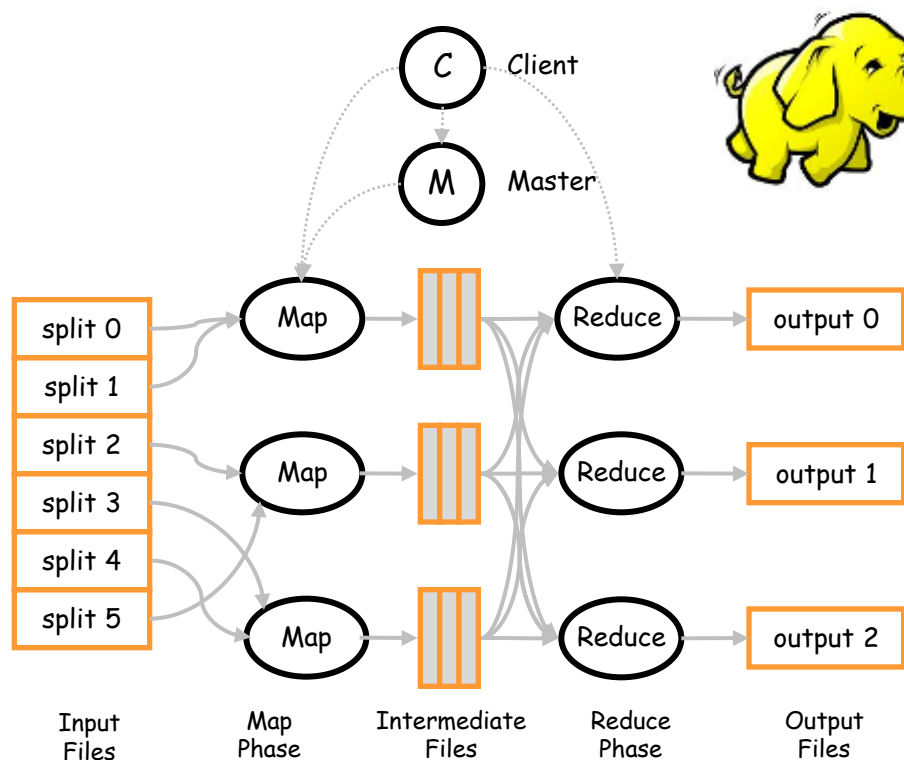 C
Client
M
Master
split 0
split 1
split 2
split 3
split 4
split 5
Map
Map
Map
Reduce
Reduce
Reduce
output 0
output 1
output 2
Input
Files
Map
Phase
Intermediate
Files
Reduce
Phase
Output
Files